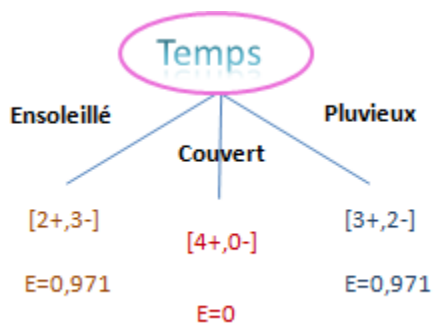 Temps
Ensoleillé
Couvert
Pluvieux
[2+,3-]
[4+,0-]
[3+,2-]
E=0,971
E=0
E=0,971